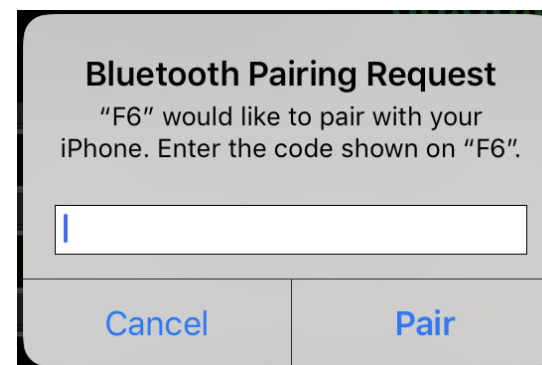 Bluetooth Pairing Request
“F6” would like to pair with your
iPhone. Enter the code shown on “F6”.
Cancel
Pair